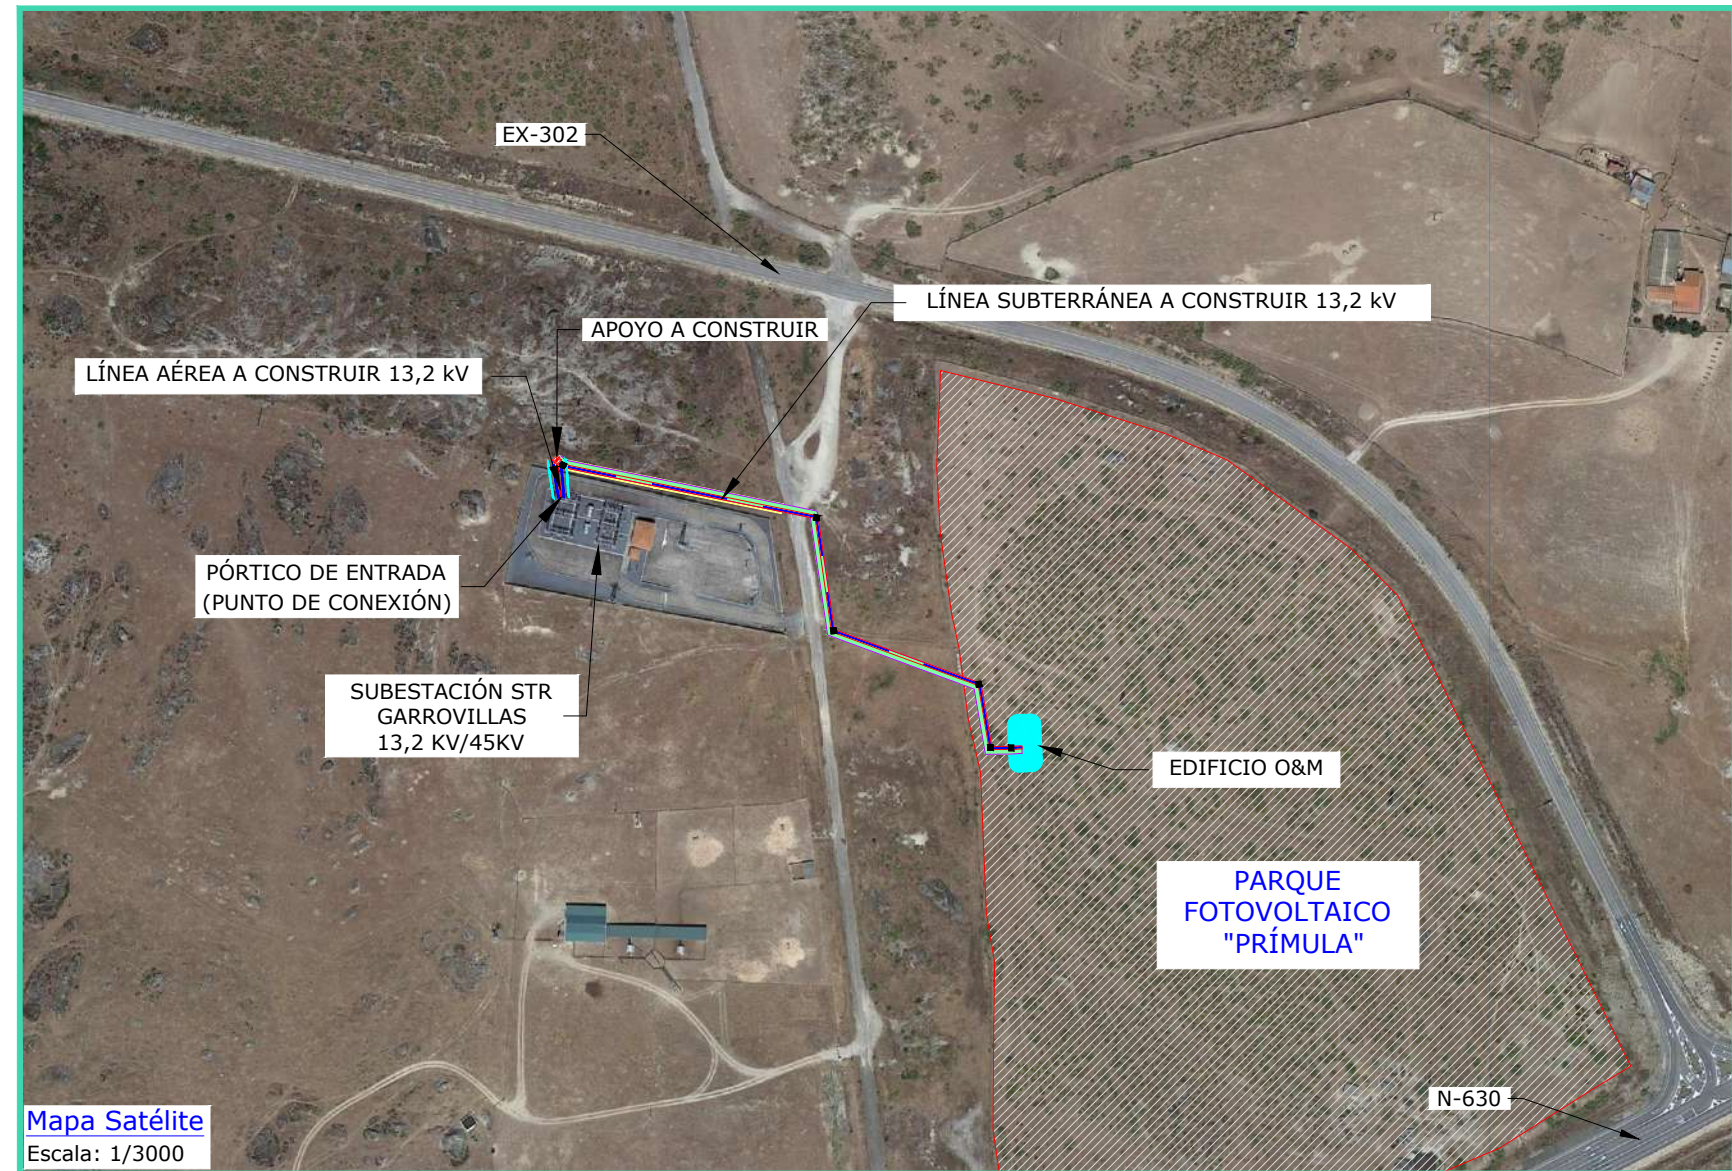 EX-302
LÍNEA SUBTERRÁNEA A CONSTRUIR 13,2 kV
APOYO A CONSTRUIR
LÍNEA AÉREA A CONSTRUIR 13,2 kV
PÓRTICO DE ENTRADA
(PUNTO DE CONEXIÓN)
SUBESTACIÓN STR
GARROVILLAS
13,2 KV/45KV
EDIFICIO O&M
PARQUE
FOTOVOLTAICO
"PRÍMULA"
N-630
Mapa Satélite
Escala: 1/3000